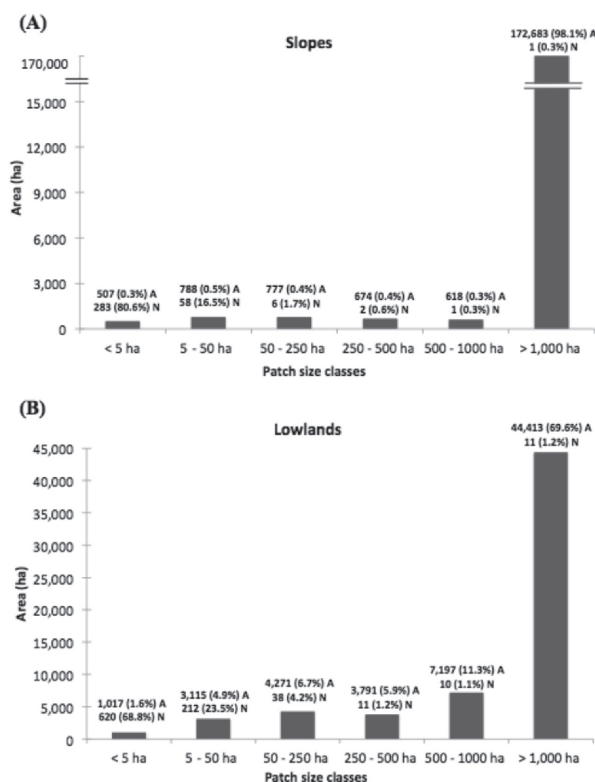 (A)
Slopes
172,683 (98.1%) A
1 (0.3%) N
170,000
15,000
12,000
9,000
6,000
3,000
0
Area (ha)
507 (0.3%) A
283 (80.6%) N
788 (0.5%) A
58 (16.5%) N
777 (0.4%) A
6 (1.7%) N
674 (0.4%) A
2 (0.6%) N
618 (0.3%) A
1 (0.3%) N
< 5 ha 5 - 50 ha 50 - 250 ha 250 - 500 ha 500 - 1000 ha > 1,000 ha
Patch size classes
(B)
Lowlands
44,413 (69.6%) A
11 (1.2%) N
45,000
40,000
35,000
30,000
25,000
20,000
15,000
10,000
5,000
0
Area (ha)
1,017 (1.6%) A
620 (68.8%) N
3,115 (4.9%) A
212 (23.5%) N
4,271 (6.7%) A
38 (4.2%) N
3,791 (5.9%) A
11 (1.2%) N
7,197 (11.3%) A
10 (1.1%) N
< 5 ha 5 - 50 ha 50 - 250 ha 250 - 500 ha 500 - 1000 ha > 1,000 ha
Patch size classes